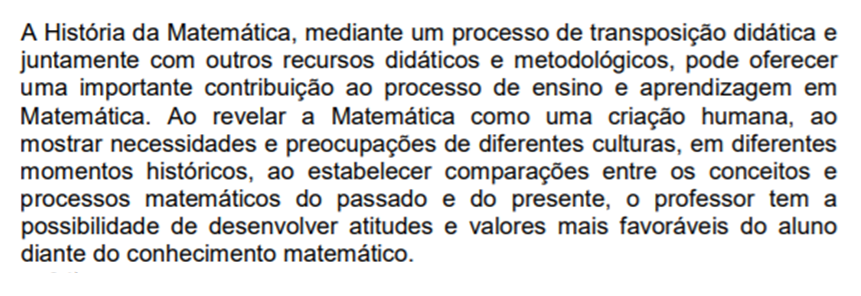 A História da Matemática, mediante um processo de transposição didática e
juntamente com outros recursos didáticos e metodológicos, pode oferecer
uma importante contribuição ao processo de ensino e aprendizagem em
Matemática. Ao revelar a Matemática como uma criação humana, ao
mostrar necessidades e preocupações de diferentes culturas, em diferentes
momentos históricos, ao estabelecer comparações entre os conceitos e
processos matemáticos do passado e do presente, o professor tem a
possibilidade de desenvolver atitudes e valores mais favoráveis do aluno
diante do conhecimento matemático.